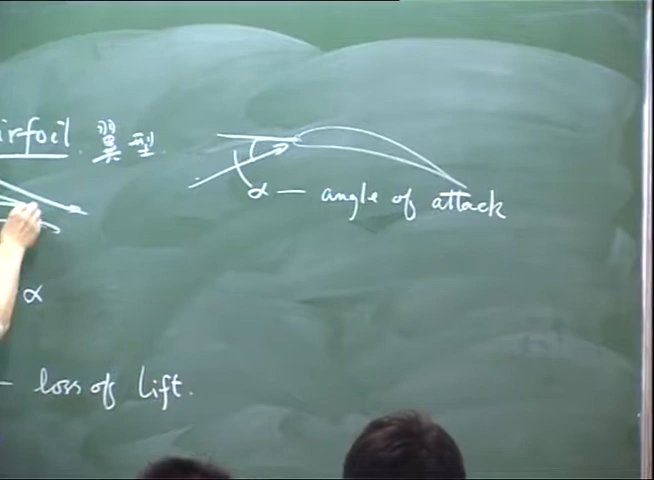 irfoil 翼型.
α — angle of attack
α
— loss of lift.